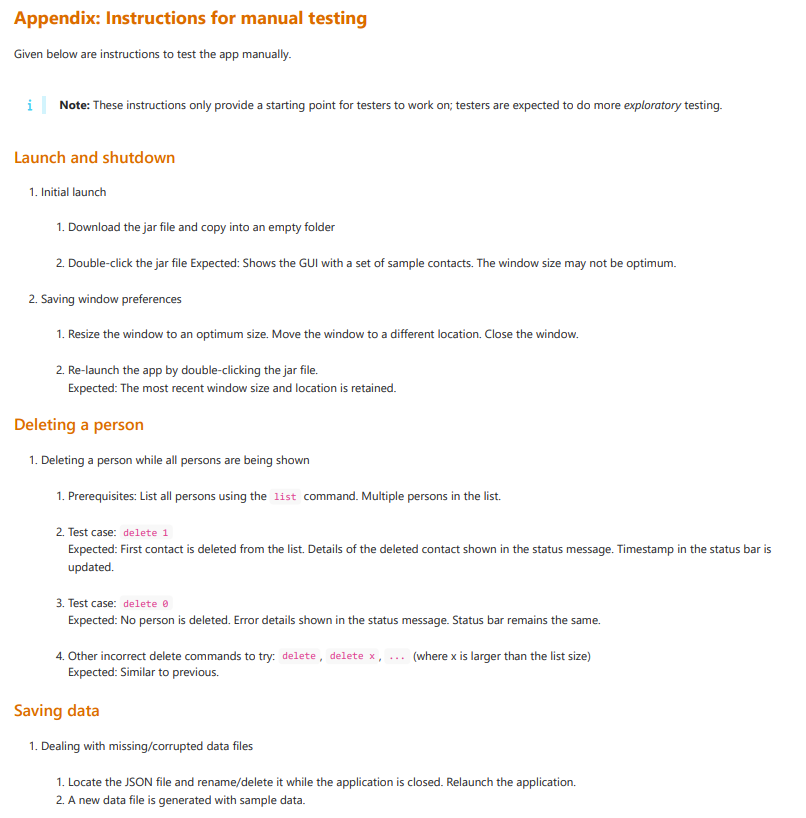 Appendix: Instructions for manual testing
Given below are instructions to test the app manually.
i Note: These instructions only provide a starting point for testers to work on; testers are expected to do more exploratory testing.
Launch and shutdown
1. Initial launch
1. Download the jar file and copy into an empty folder
2. Double-click the jar file Expected: Shows the GUI with a set of sample contacts. The window size may not be optimum.
2. Saving window preferences
1. Resize the window to an optimum size. Move the window to a different location. Close the window.
2. Re-launch the app by double-clicking the jar file.
Expected: The most recent window size and location is retained.
Deleting a person
1. Deleting a person while all persons are being shown
1. Prerequisites: List all persons using the list command. Multiple persons in the list.
2. Test case: delete 1
Expected: First contact is deleted from the list. Details of the deleted contact shown in the status message. Timestamp in the status bar is
updated.
3. Test case: delete 0
Expected: No person is deleted. Error details shown in the status message. Status bar remains the same.
4. Other incorrect delete commands to try: delete , delete x , ... (where x is larger than the list size)
Expected: Similar to previous.
Saving data
1. Dealing with missing/corrupted data files
1. Locate the JSON file and rename/delete it while the application is closed. Relaunch the application.
2. A new data file is generated with sample data.